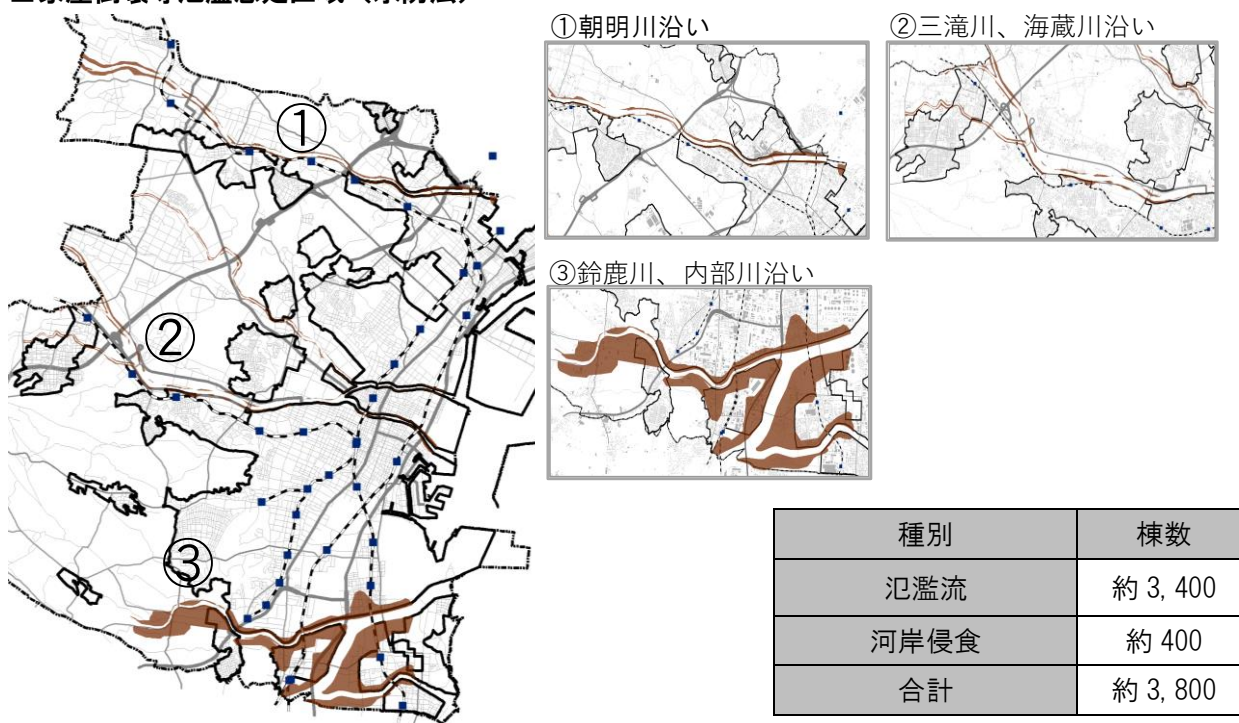 ①朝明川沿い
②三滝川、海蔵川沿い
③鈴鹿川、内部川沿い
①
②
③
種別 棟数
氾濫流 約 3,400
河岸侵食 約 400
合計 約 3,800